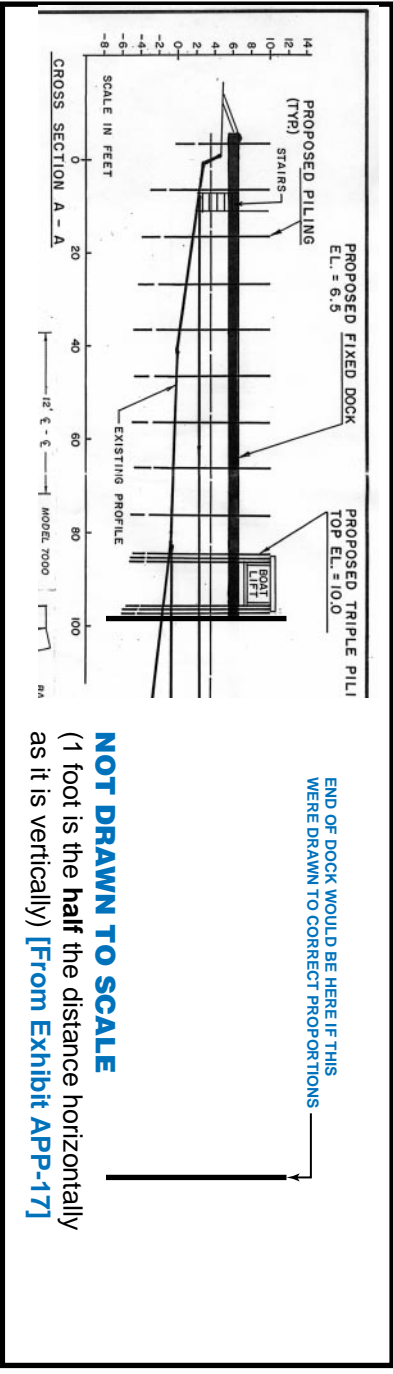 PROPOSED PILING
(TYP.)
STAIRS
PROPOSED FIXED DOCK
EL. = 6.5
PROPOSED TRIPLE PILI
TOP EL. = 10.0
BOAT
LIFT
END OF DOCK WOULD BE HERE IF THIS
WERE DRAWN TO CORRECT PROPORTIONS
14
12
10
8
6
4
2
0
-2
-4
-6
-8
EXISTING PROFILE
SCALE IN FEET
0 20 40 60 80 100
CROSS SECTION A - A
12' ℄ - ℄
MODEL 7000
NOT DRAWN TO SCALE
(1 foot is the half the distance horizontally
as it is vertically) [From Exhibit APP-17]